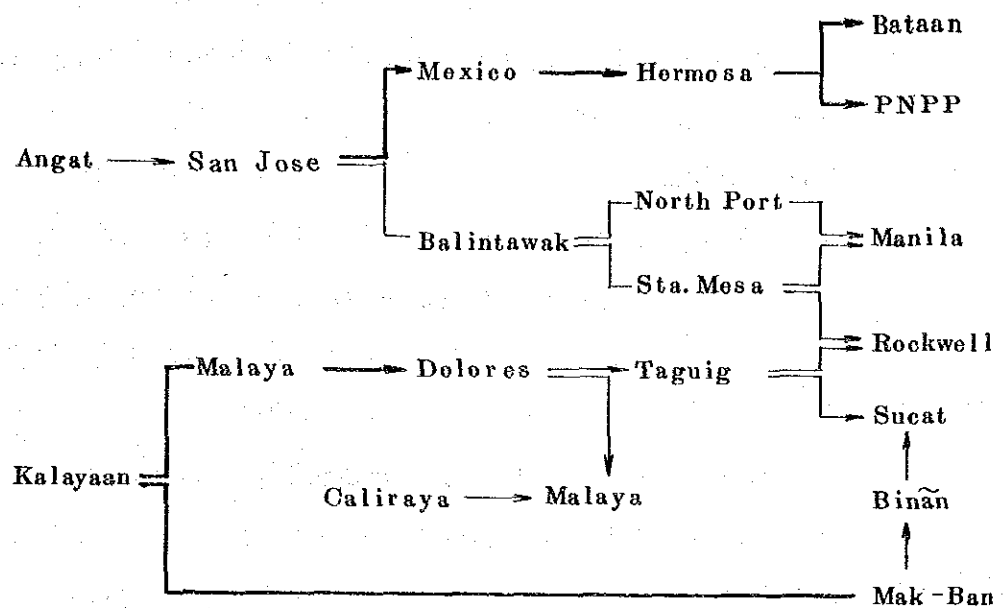 Bataan
Mexico Hermosa
PNPP
Angat San Jose
North Port
Balintawak Manila
Sta. Mesa
Rockwell
Malaya Dolores Taguig
Sucat
Kalayaan
Caliraya Malaya Binãn
Mak-Ban